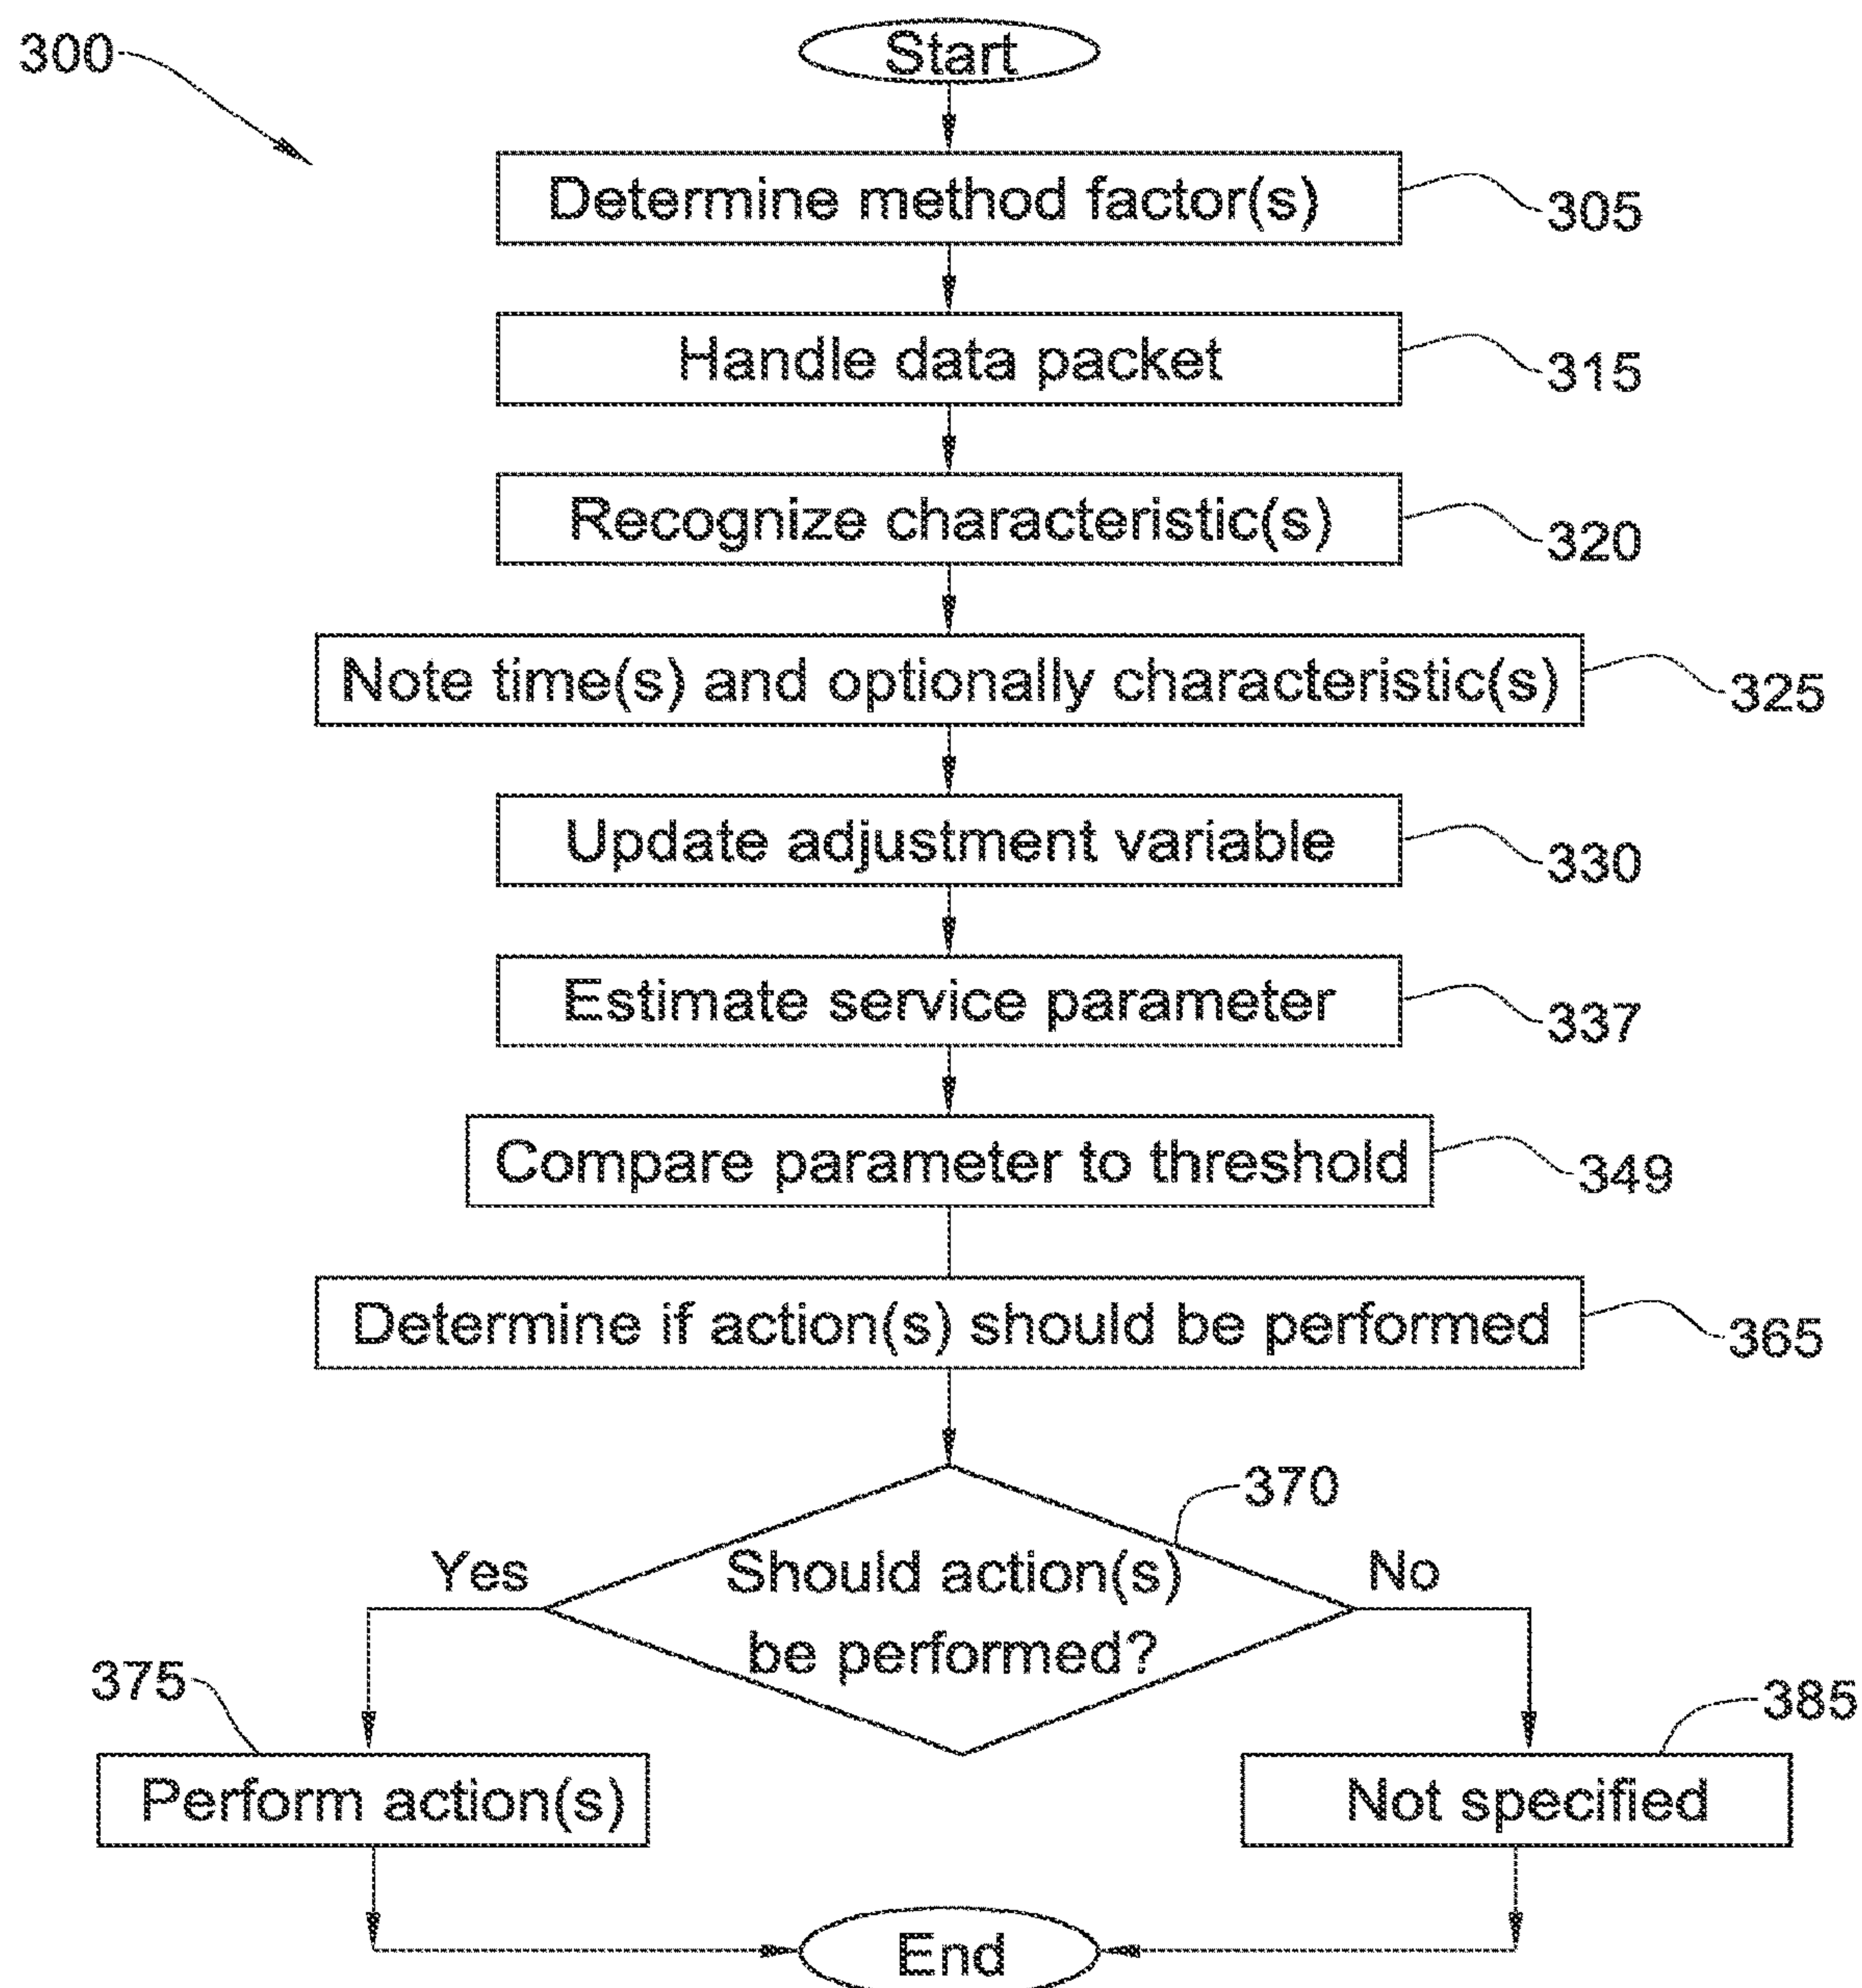 300
Start
Determine method factor(s)
305
Handle data packet
315
Recognize characteristic(s)
320
Note time(s) and optionally characteristic(s)
325
Update adjustment variable
330
Estimate service parameter
337
Compare parameter to threshold
349
Determine if action(s) should be performed
365
370
Yes
Should action(s)
be performed?
No
375
Perform action(s)
385
Not specified
End